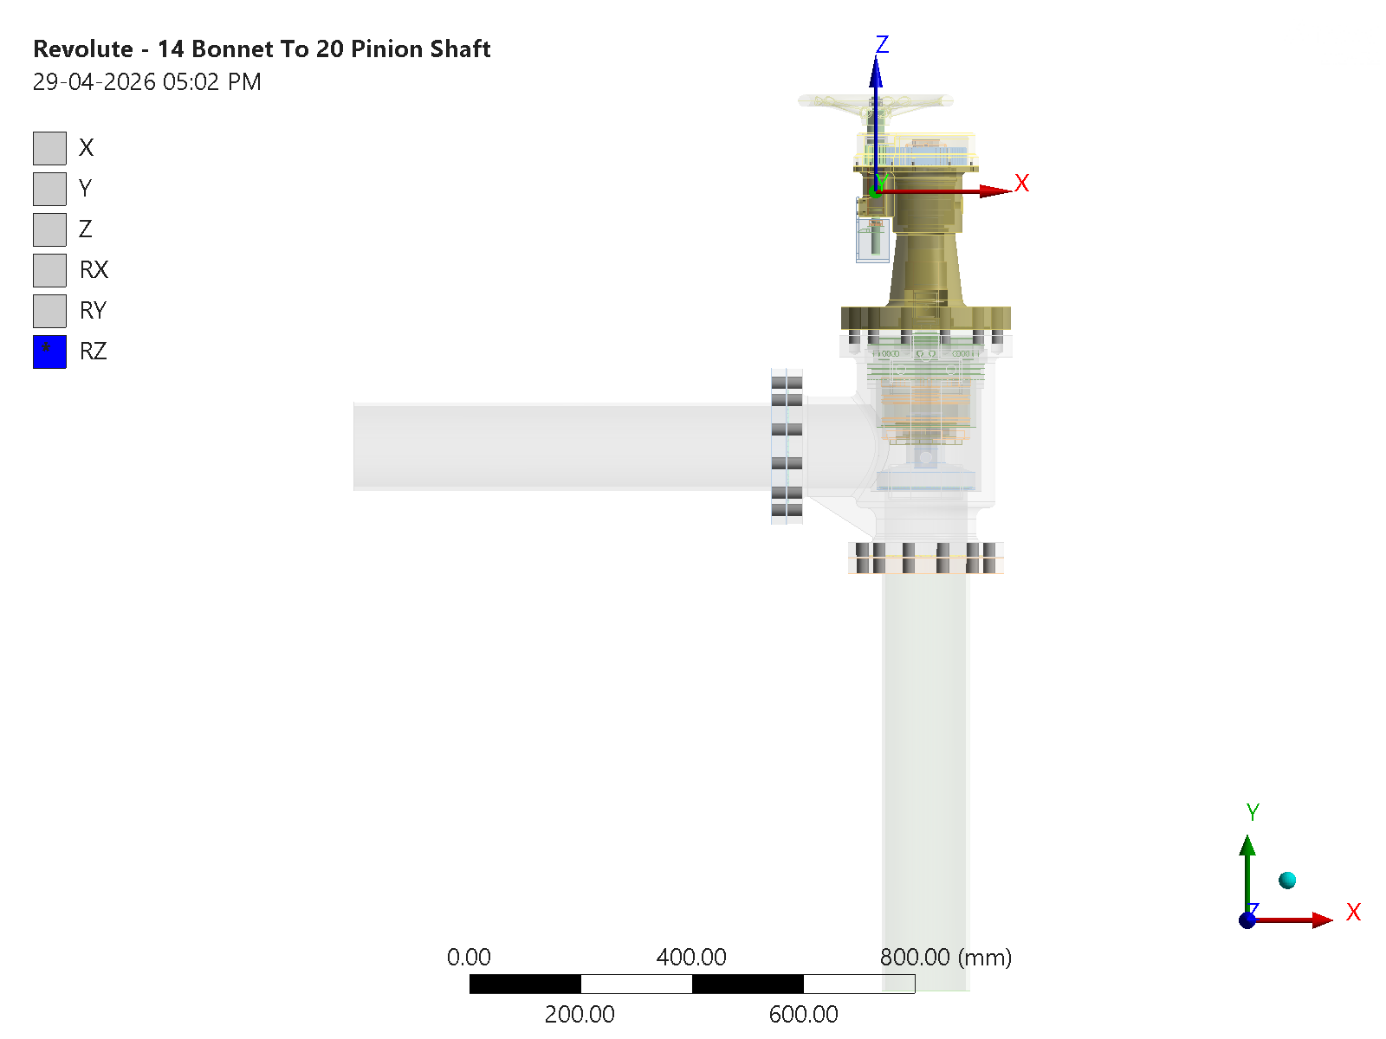 Revolute - 14 Bonnet To 20 Pinion Shaft
29-04-2026 05:02 PM
X
Y
Z
RX
RY
* RZ
Z
Y
X
Y
Z
X
0.00
400.00
800.00 (mm)
200.00
600.00